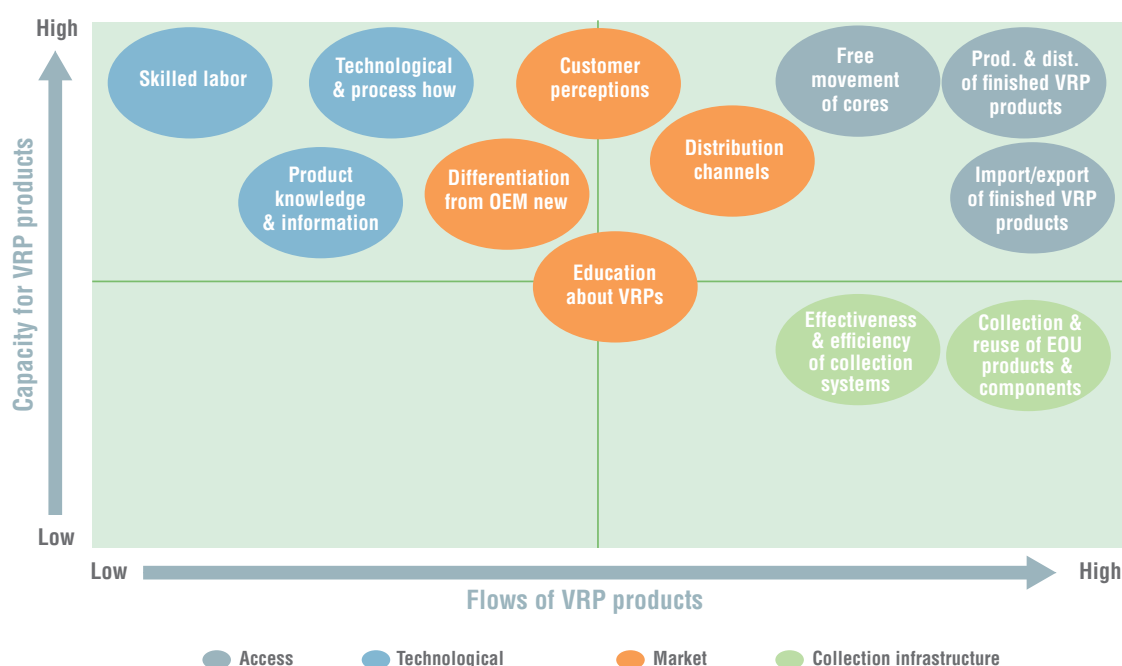 High
Capacity for VRP products
Low
Skilled labor
Technological
& process how
Customer
perceptions
Free
movement
of cores
Prod. & dist.
of finished VRP
products
Product
knowledge
& information
Differentiation
from OEM new
Distribution
channels
Import/export
of finished VRP
products
Education
about VRPs
Effectiveness
& efficiency
of collection
systems
Collection &
reuse of EOU
products &
components
Low
High
Flows of VRP products
Access
Technological
Market
Collection infrastructure